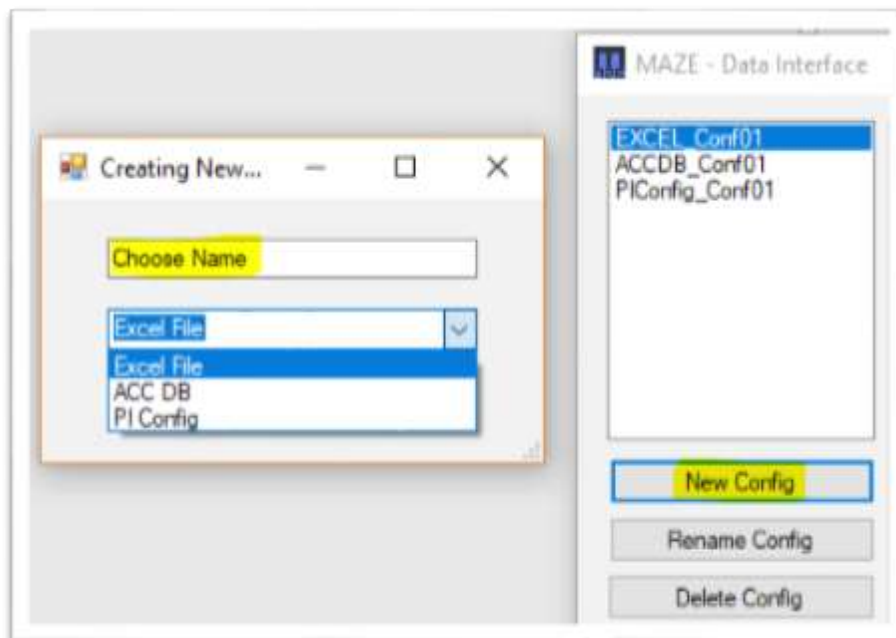 Creating New...
Choose Name
Excel File
Excel File
ACC DB
PI Config
MAZE - Data Interface
EXCEL_Conf01
ACCDB_Conf01
PIConfig_Conf01
New Config
Rename Config
Delete Config